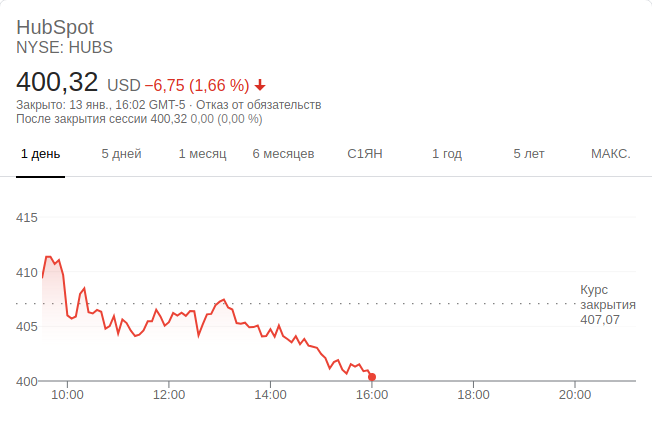 HubSpot
NYSE: HUBS
400,32 USD −6,75 (1,66 %)
Закрыто: 13 янв., 16:02 GMT-5 · Отказ от обязательств
После закрытия сессии 400,32 0,00 (0,00 %)
1 день 5 дней 1 месяц 6 месяцев С1ЯН 1 год 5 лет МАКС.
415
410
Курс
закрытия
407,07
405
400
10:00 12:00 14:00 16:00 18:00 20:00